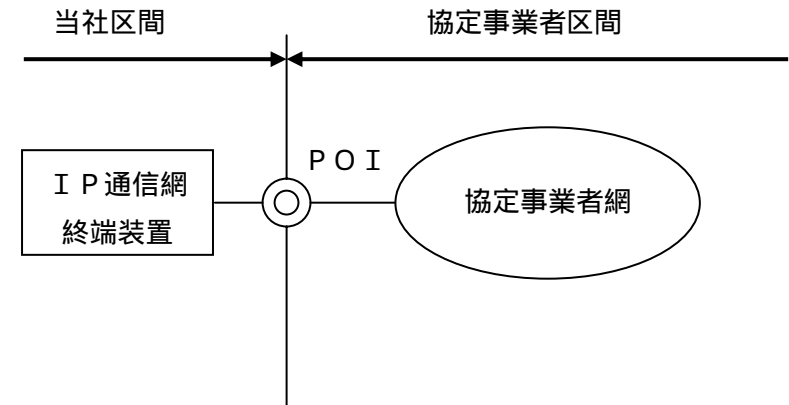 当社区間
協定事業者区間
ＰＯＩ
ＩＰ通信網
終端装置
協定事業者網